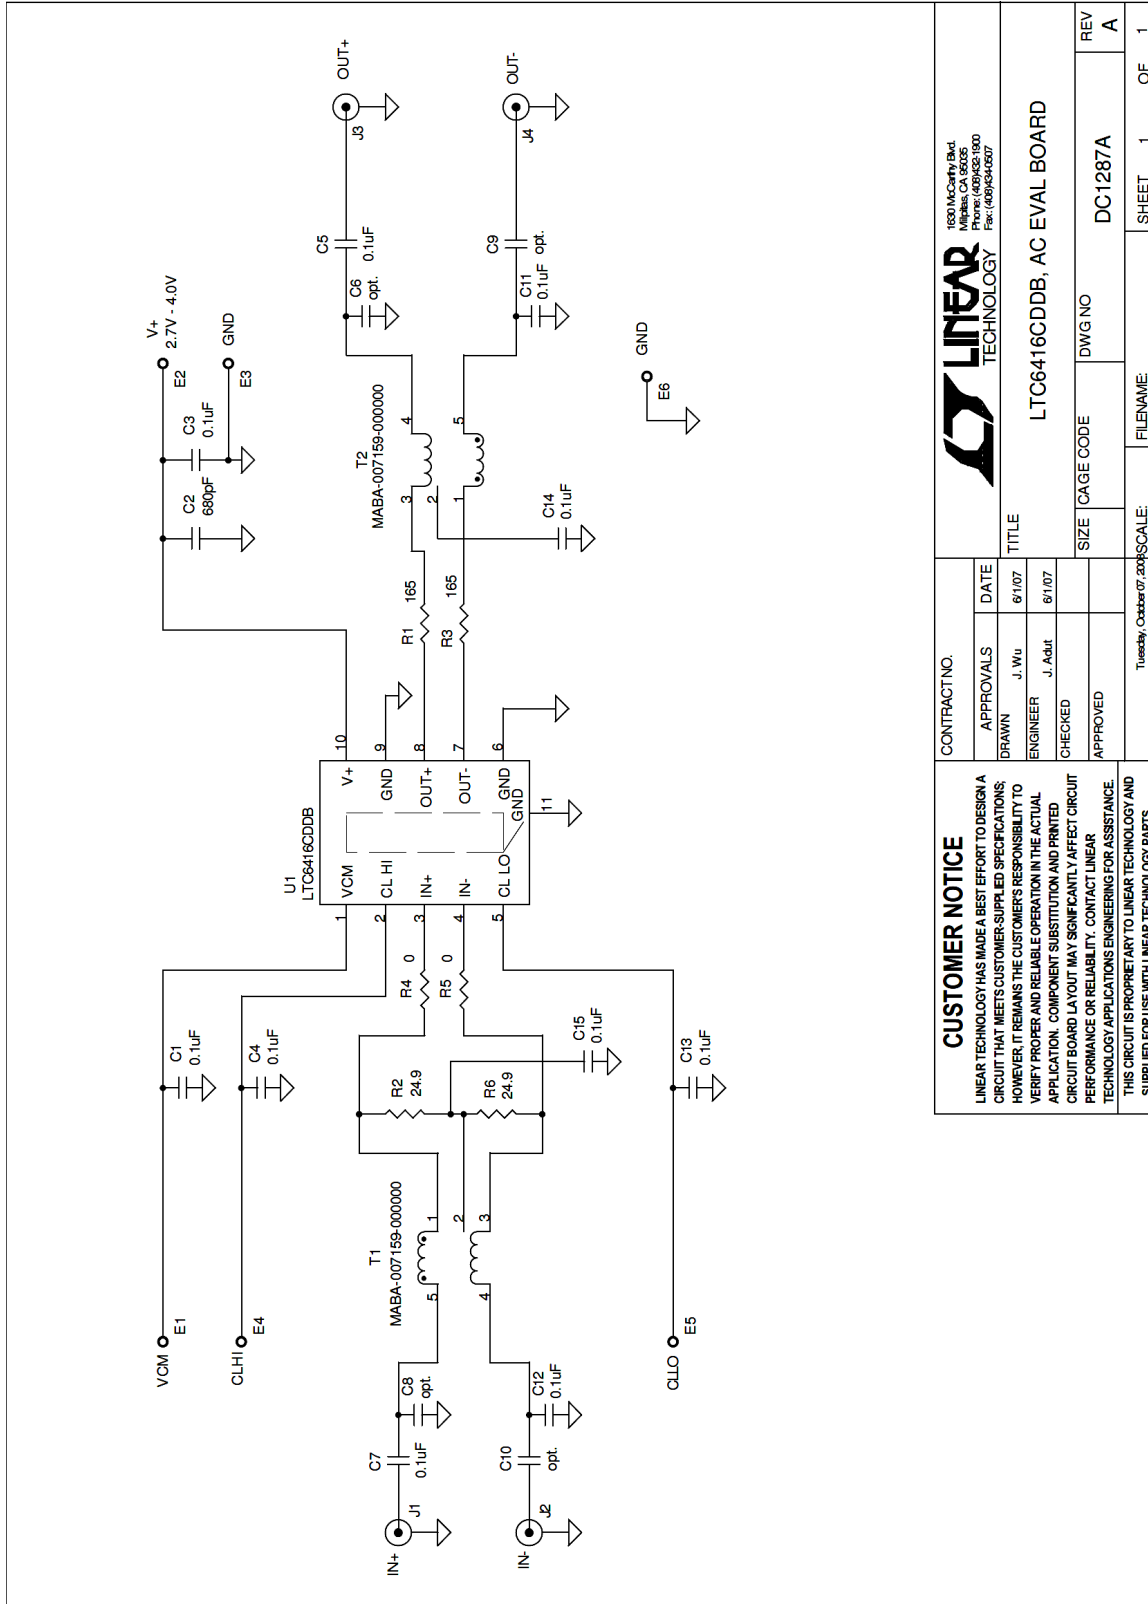 V+
2.7V - 4.0V
E2
GND
E3
C3
0.1uF
C2
680pF
VCM
E1
C1
0.1uF
CLHI
E4
C4
0.1uF
U1
LTC6416CDDB
1
VCM
2
CL HI
3
IN+
4
IN-
5
CL LO
10
V+
9
GND
8
OUT+
7
OUT-
6
GND
GND
11
IN+
J1
C7
0.1uF
C8
opt.
T1
MABA-007159-000000
5
4
1
2
3
R2
24.9
R6
24.9
R4
0
R5
0
C15
0.1uF
IN-
J2
C10
opt.
C12
0.1uF
CLLO
E5
C13
0.1uF
R1
165
R3
165
T2
MABA-007159-000000
3
2
1
4
5
C14
0.1uF
C6
opt.
C5
0.1uF
J3
OUT+
C11
0.1uF
C9
opt.
J4
OUT-
GND
E6
CUSTOMER NOTICE
LINEAR TECHNOLOGY HAS MADE A BEST EFFORT TO DESIGN A
CIRCUIT THAT MEETS CUSTOMER-SUPPLIED SPECIFICATIONS;
HOWEVER, IT REMAINS THE CUSTOMER'S RESPONSIBILITY TO
VERIFY PROPER AND RELIABLE OPERATION IN THE ACTUAL
APPLICATION. COMPONENT SUBSTITUTION AND PRINTED
CIRCUIT BOARD LAYOUT MAY SIGNIFICANTLY AFFECT CIRCUIT
PERFORMANCE OR RELIABILITY. CONTACT LINEAR
TECHNOLOGY APPLICATIONS ENGINEERING FOR ASSISTANCE.
THIS CIRCUIT IS PROPRIETARY TO LINEAR TECHNOLOGY AND
SUPPLIED FOR USE WITH LINEAR TECHNOLOGY PARTS.
CONTRACT NO.
APPROVALS
DATE
DRAWN
J. Wu
6/1/07
ENGINEER
J. Adut
6/1/07
CHECKED
APPROVED
Tuesday, October 07, 2008
LINEAR
TECHNOLOGY
1630 McCarthy Blvd.
Milpitas, CA 95035
Phone: (408)432-1900
Fax: (408)434-0507
TITLE
LTC6416CDDB, AC EVAL BOARD
SIZE
CAGE CODE
DWG NO
DC1287A
REV
A
SCALE:
FILENAME:
SHEET 1 OF 1